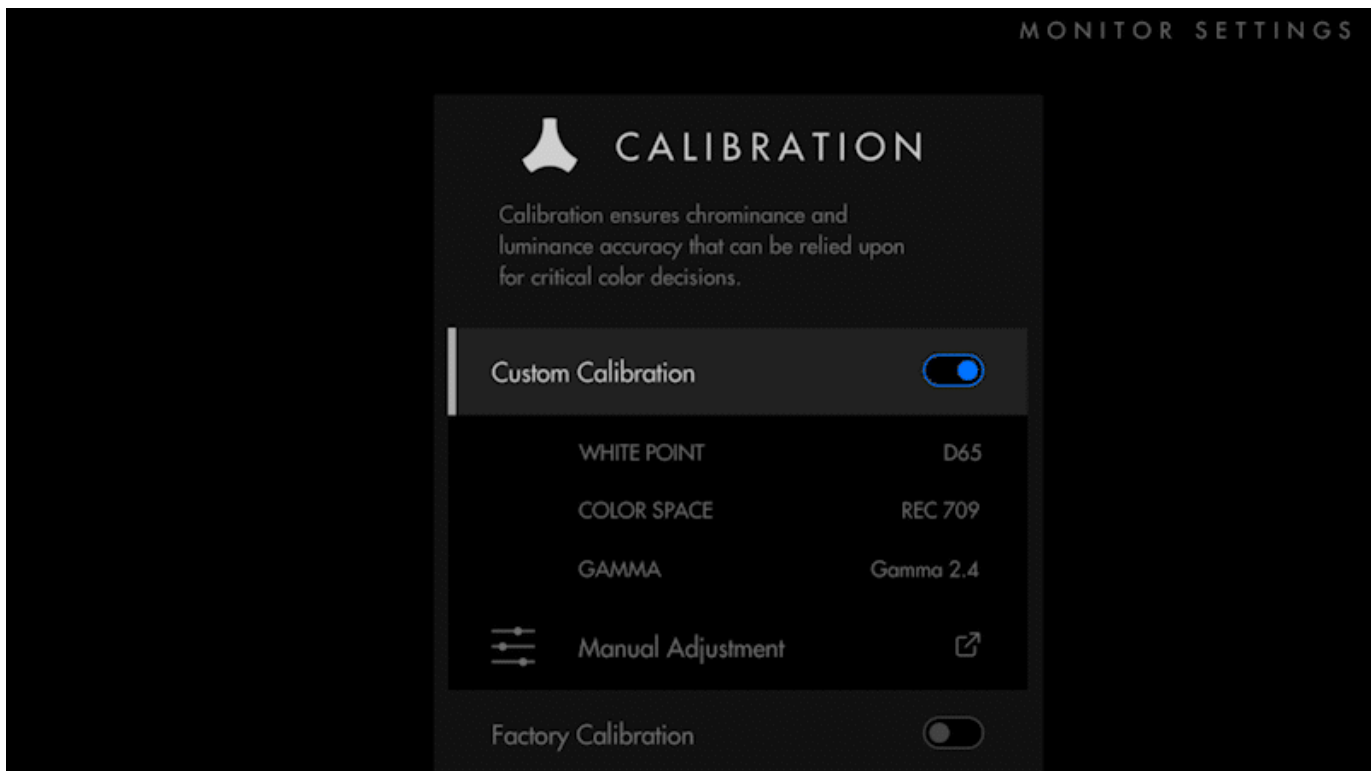 MONITOR SETTINGS
CALIBRATION
Calibration ensures chrominance and
luminance accuracy that can be relied upon
for critical color decisions.
Custom Calibration
WHITE POINT D65
COLOR SPACE REC 709
GAMMA Gamma 2.4
Manual Adjustment
Factory Calibration